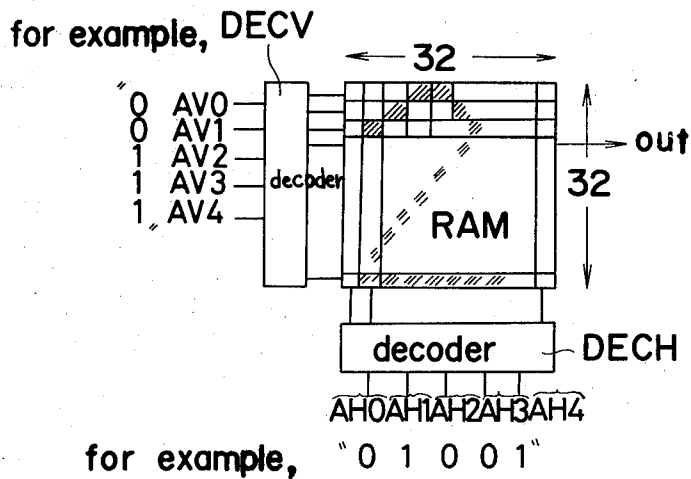 for example, DECV
32
"0 AV0
0 AV1
1 AV2
1 AV3
1" AV4
decoder
out
32
RAM
decoder
DECH
AH0 AH1 AH2 AH3 AH4
for example, "0 1 0 0 1"